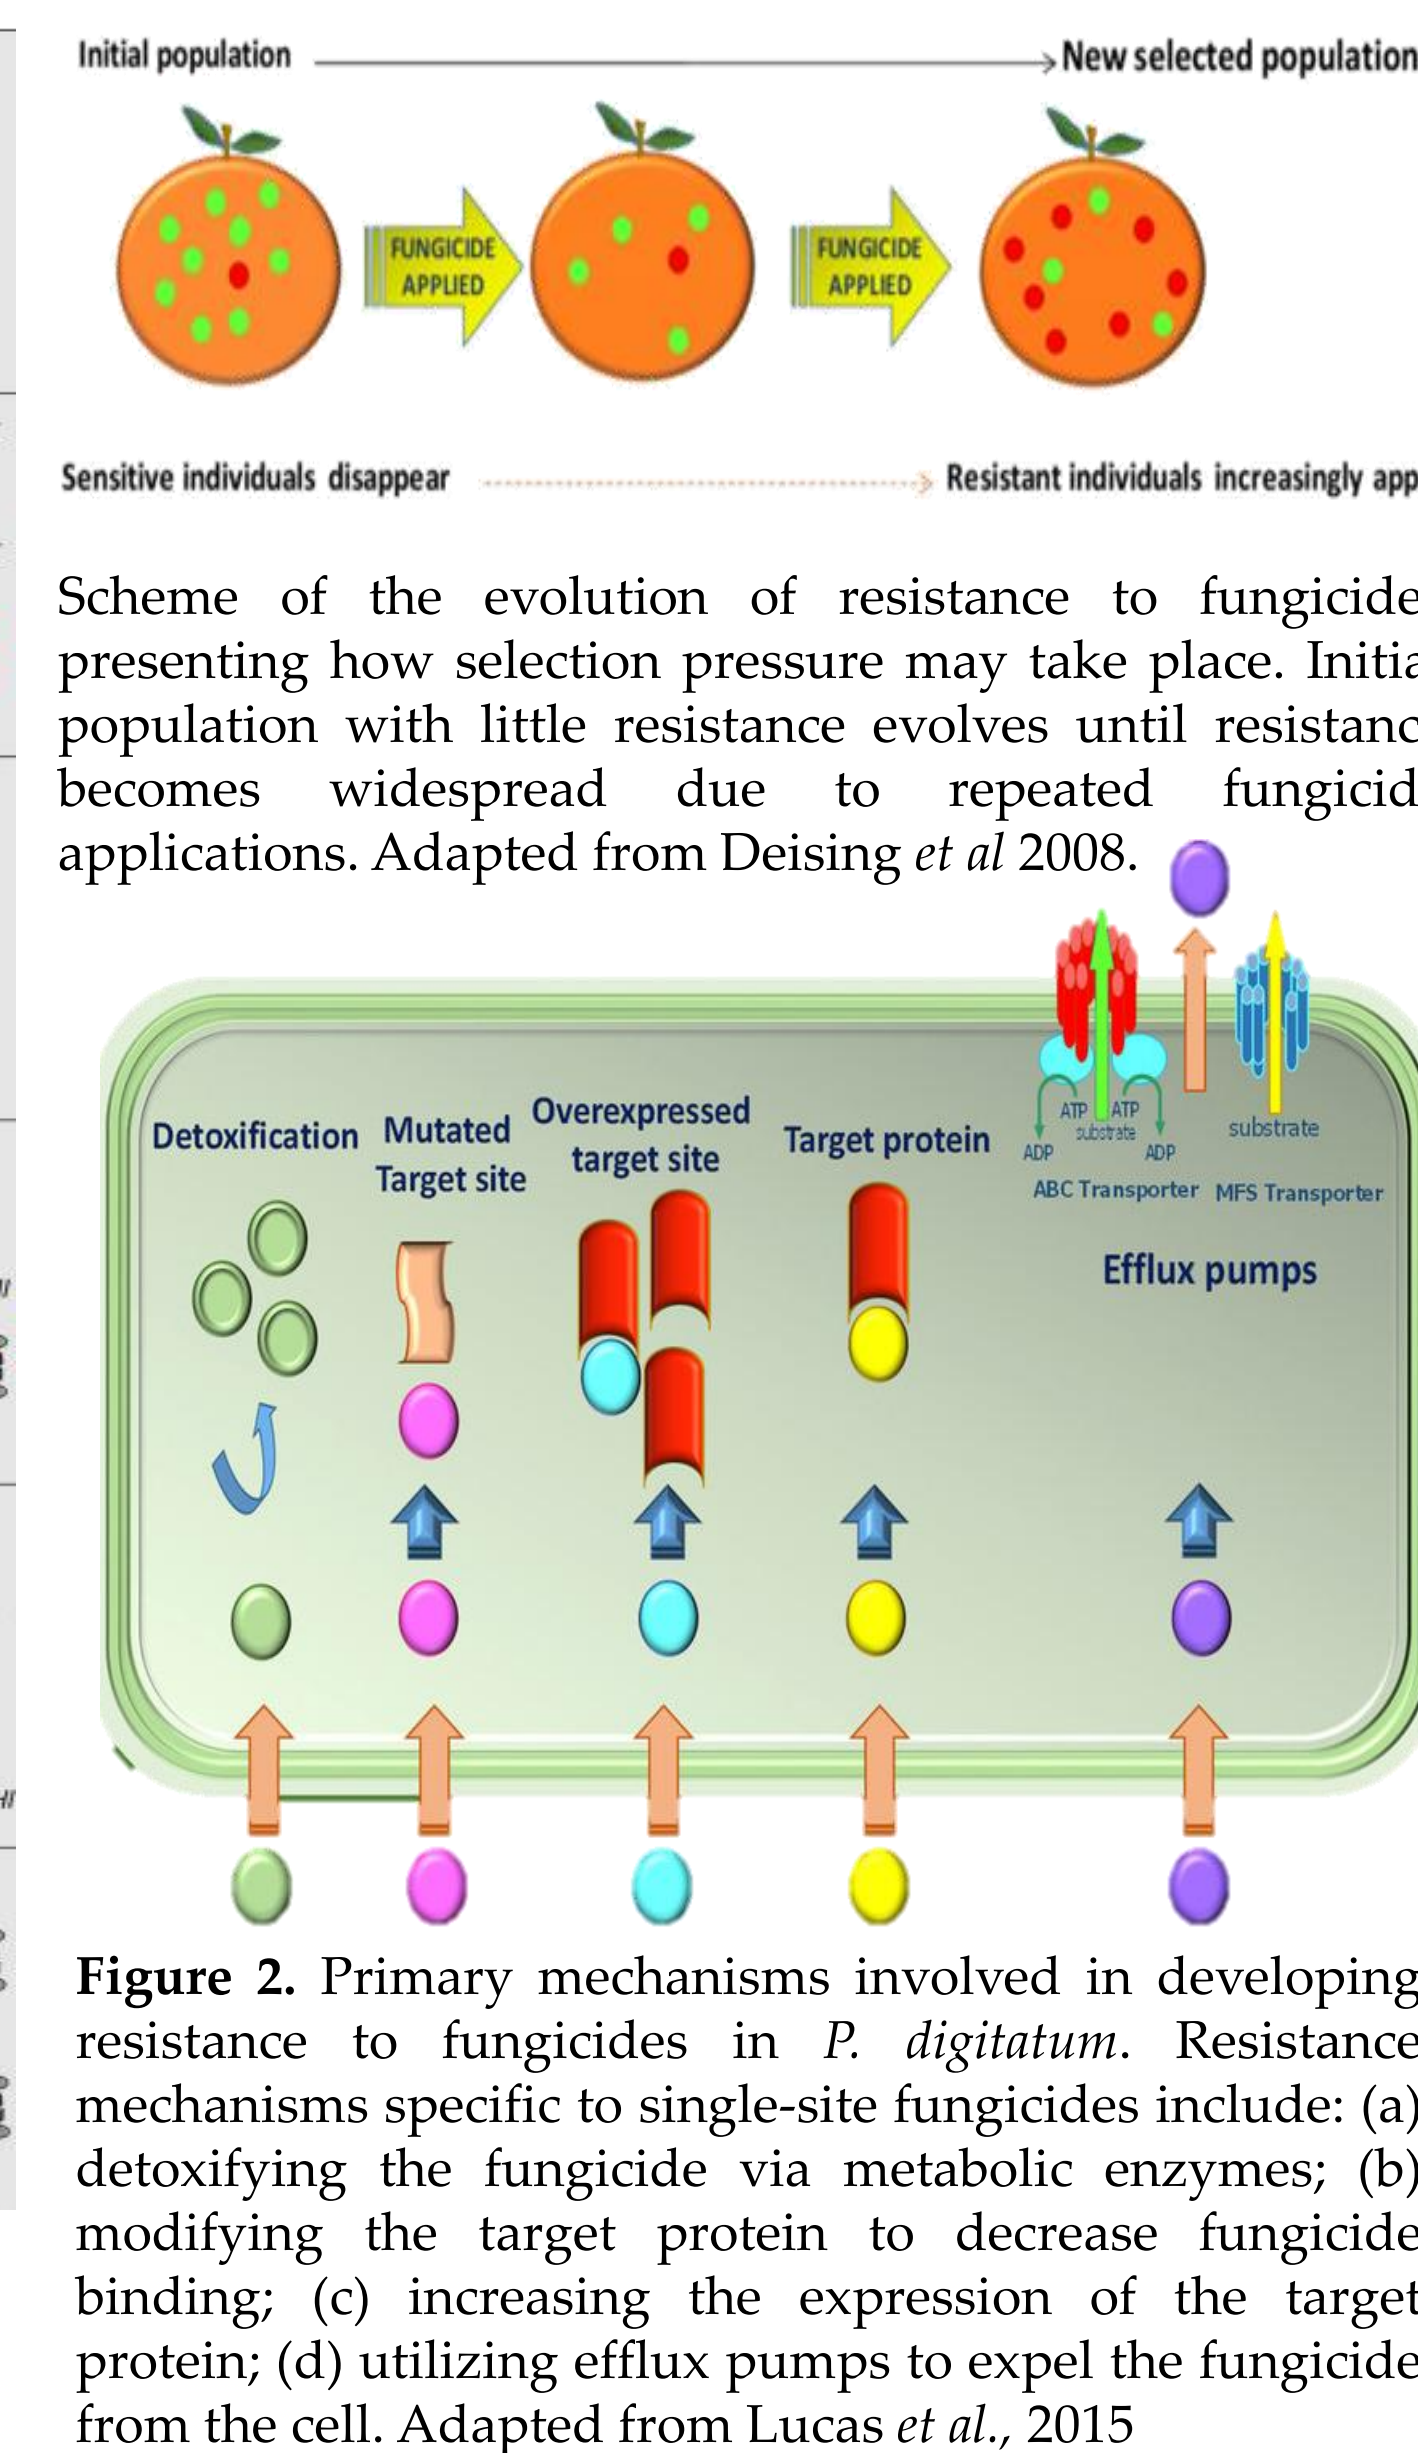 Initial population
New selected population
FUNGICIDE
APPLIED
FUNGICIDE
APPLIED
Sensitive individuals disappear
Resistant individuals increasingly app
Scheme of the evolution of resistance to fungicide
presenting how selection pressure may take place. Initia
population with little resistance evolves until resistanc
becomes widespread due to repeated fungicid
applications. Adapted from Deising et al 2008.
Detoxification
Mutated
Target site
Overexpressed
target site
Target protein
ATP
ATP
substrate
ADP
ADP
ABC Transporter
substrate
MFS Transporter
Efflux pumps
Figure 2. Primary mechanisms involved in developing
resistance to fungicides in P. digitatum. Resistance
mechanisms specific to single-site fungicides include: (a)
detoxifying the fungicide via metabolic enzymes; (b)
modifying the target protein to decrease fungicide
binding; (c) increasing the expression of the target
protein; (d) utilizing efflux pumps to expel the fungicide
from the cell. Adapted from Lucas et al., 2015